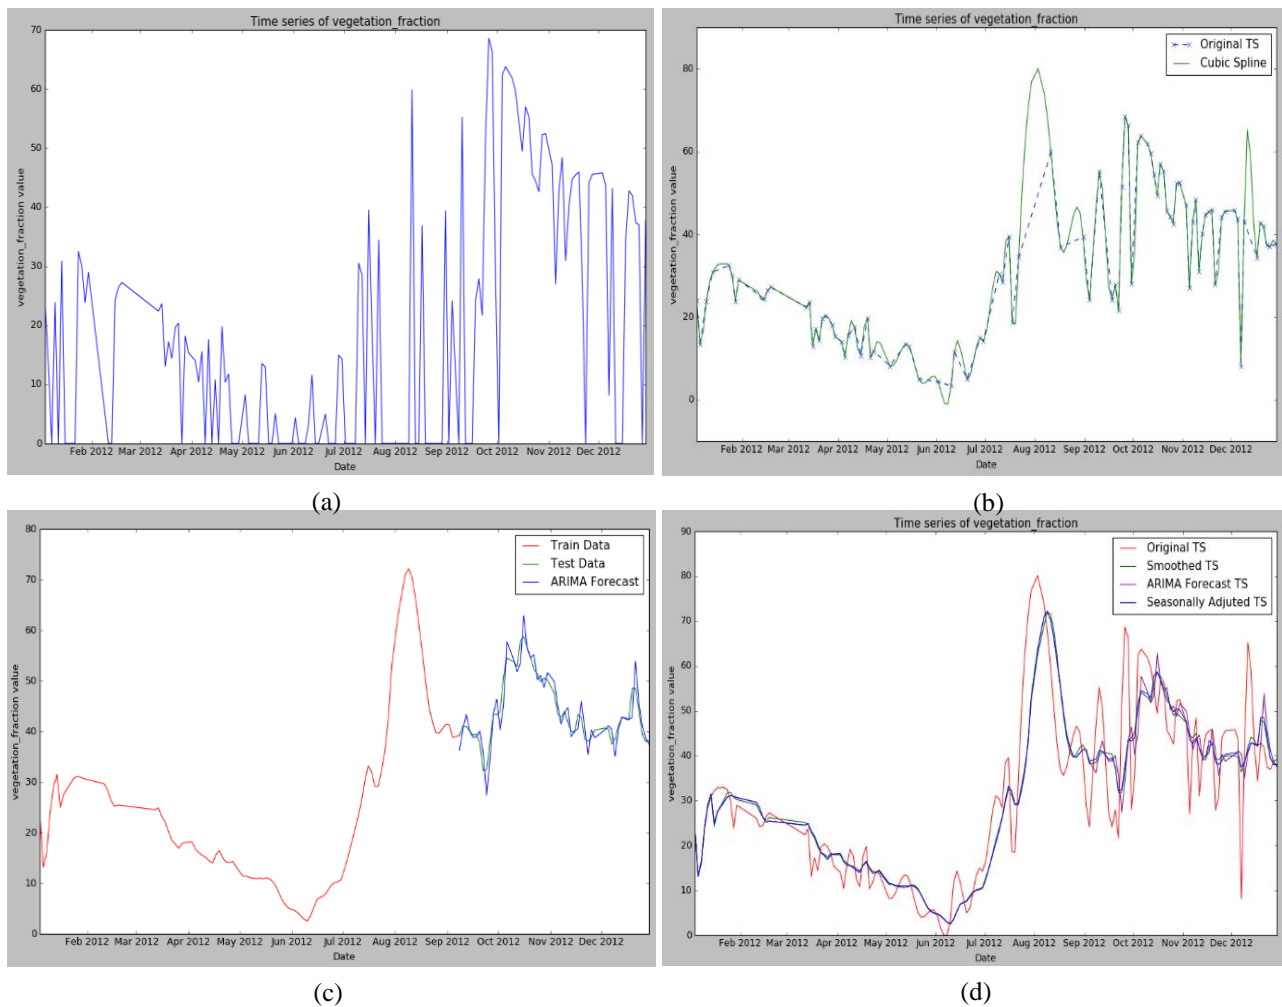 Time series of vegetation_fraction
70
60
50
40
30
20
10
0
vegetation_fraction value
Feb 2012 Mar 2012 Apr 2012 May 2012 Jun 2012 Jul 2012 Aug 2012 Sep 2012 Oct 2012 Nov 2012 Dec 2012
Date
(a)
Time series of vegetation_fraction
Original TS
Cubic Spline
80
60
40
20
0
vegetation_fraction value
Feb 2012 Mar 2012 Apr 2012 May 2012 Jun 2012 Jul 2012 Aug 2012 Sep 2012 Oct 2012 Nov 2012 Dec 2012
Date
(b)
Train Data
Test Data
ARIMA Forecast
80
70
60
50
40
30
20
10
0
vegetation_fraction value
Feb 2012 Mar 2012 Apr 2012 May 2012 Jun 2012 Jul 2012 Aug 2012 Sep 2012 Oct 2012 Nov 2012 Dec 2012
Date
(c)
Time series of vegetation_fraction
Original TS
Smoothed TS
ARIMA Forecast TS
Seasonally Adjuted TS
90
80
70
60
50
40
30
20
10
0
vegetation_fraction value
Feb 2012 Mar 2012 Apr 2012 May 2012 Jun 2012 Jul 2012 Aug 2012 Sep 2012 Oct 2012 Nov 2012 Dec 2012
Date
(d)